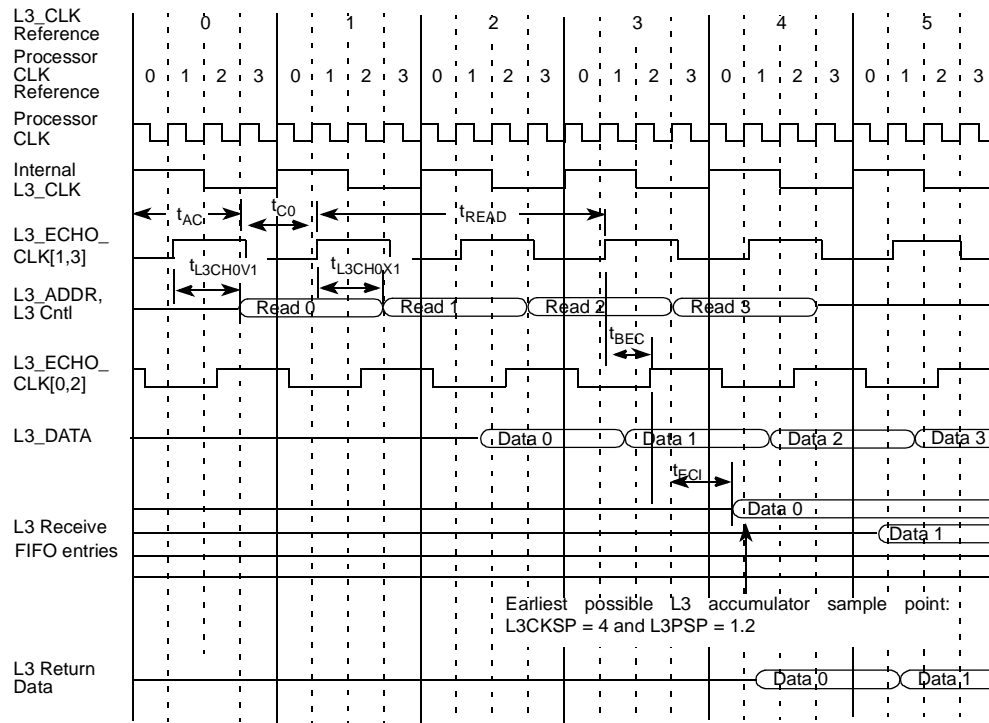 L3_CLK
Reference
0 1 2 3 4 5
Processor
CLK
Reference
0 1 2 3 0 1 2 3 0 1 2 3 0 1 2 3 0 1 2 3 0 1 2 3
Processor
CLK
Internal
L3_CLK
tAC tC0 tREAD
L3_ECHO_
CLK[1,3]
tL3CH0V1 tL3CH0X1
L3_ADDR,
L3 Cntl
Read 0 Read 1 Read 2 Read 3
tBEC
L3_ECHO_
CLK[0,2]
L3_DATA
Data 0 Data 1 Data 2 Data 3
tECI
Data 0
L3 Receive
FIFO entries
Data 1
Earliest possible L3 accumulator sample point:
L3CKSP = 4 and L3PSP = 1.2
L3 Return
Data
Data 0 Data 1